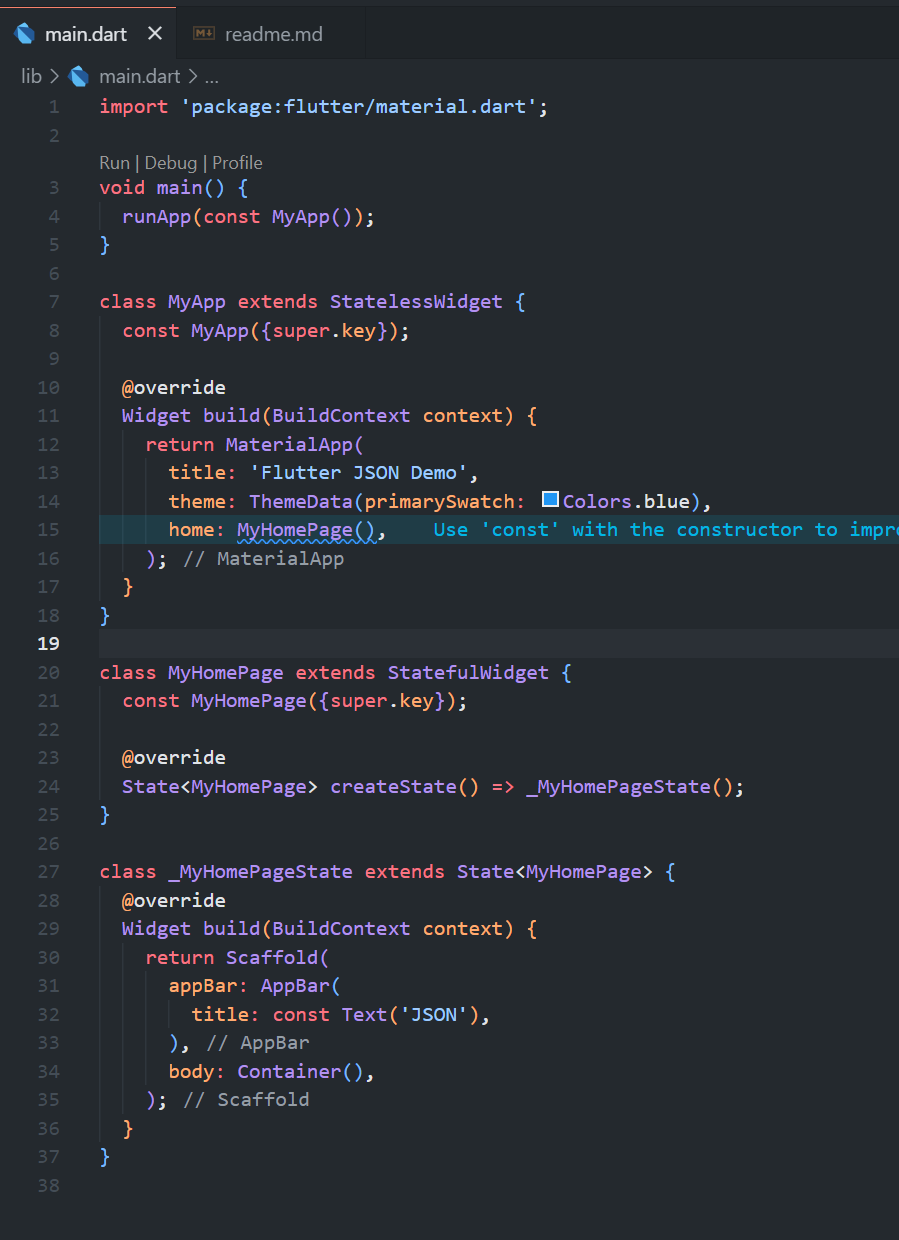 main.dart
readme.md
lib > main.dart > ...
1 import 'package:flutter/material.dart';
2
Run | Debug | Profile
3 void main() {
4   runApp(const MyApp());
5 }
6
7 class MyApp extends StatelessWidget {
8   const MyApp({super.key});
9
10   @override
11   Widget build(BuildContext context) {
12     return MaterialApp(
13       title: 'Flutter JSON Demo',
14       theme: ThemeData(primarySwatch: Colors.blue),
15       home: MyHomePage(),    Use 'const' with the constructor to impr
16     ); // MaterialApp
17   }
18 }
19
20 class MyHomePage extends StatefulWidget {
21   const MyHomePage({super.key});
22
23   @override
24   State<MyHomePage> createState() => _MyHomePageState();
25 }
26
27 class _MyHomePageState extends State<MyHomePage> {
28   @override
29   Widget build(BuildContext context) {
30     return Scaffold(
31       appBar: AppBar(
32         title: const Text('JSON'),
33       ), // AppBar
34       body: Container(),
35     ); // Scaffold
36   }
37 }
38